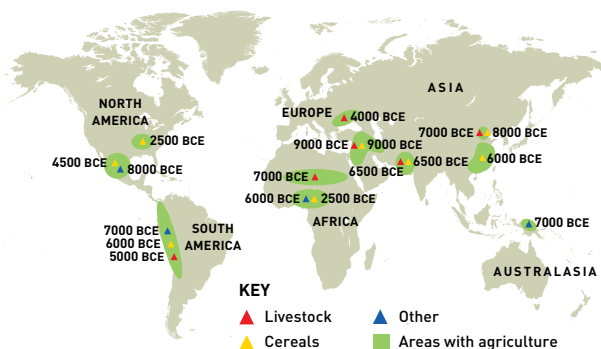 NORTH
AMERICA
2500 BCE
4500 BCE
8000 BCE
7000 BCE
6000 BCE
5000 BCE
SOUTH
AMERICA
EUROPE
4000 BCE
ASIA
9000 BCE
9000 BCE
7000 BCE
8000 BCE
6500 BCE
6500 BCE
6000 BCE
7000 BCE
6000 BCE
2500 BCE
AFRICA
7000 BCE
AUSTRALASIA
KEY
Livestock
Other
Cereals
Areas with agriculture